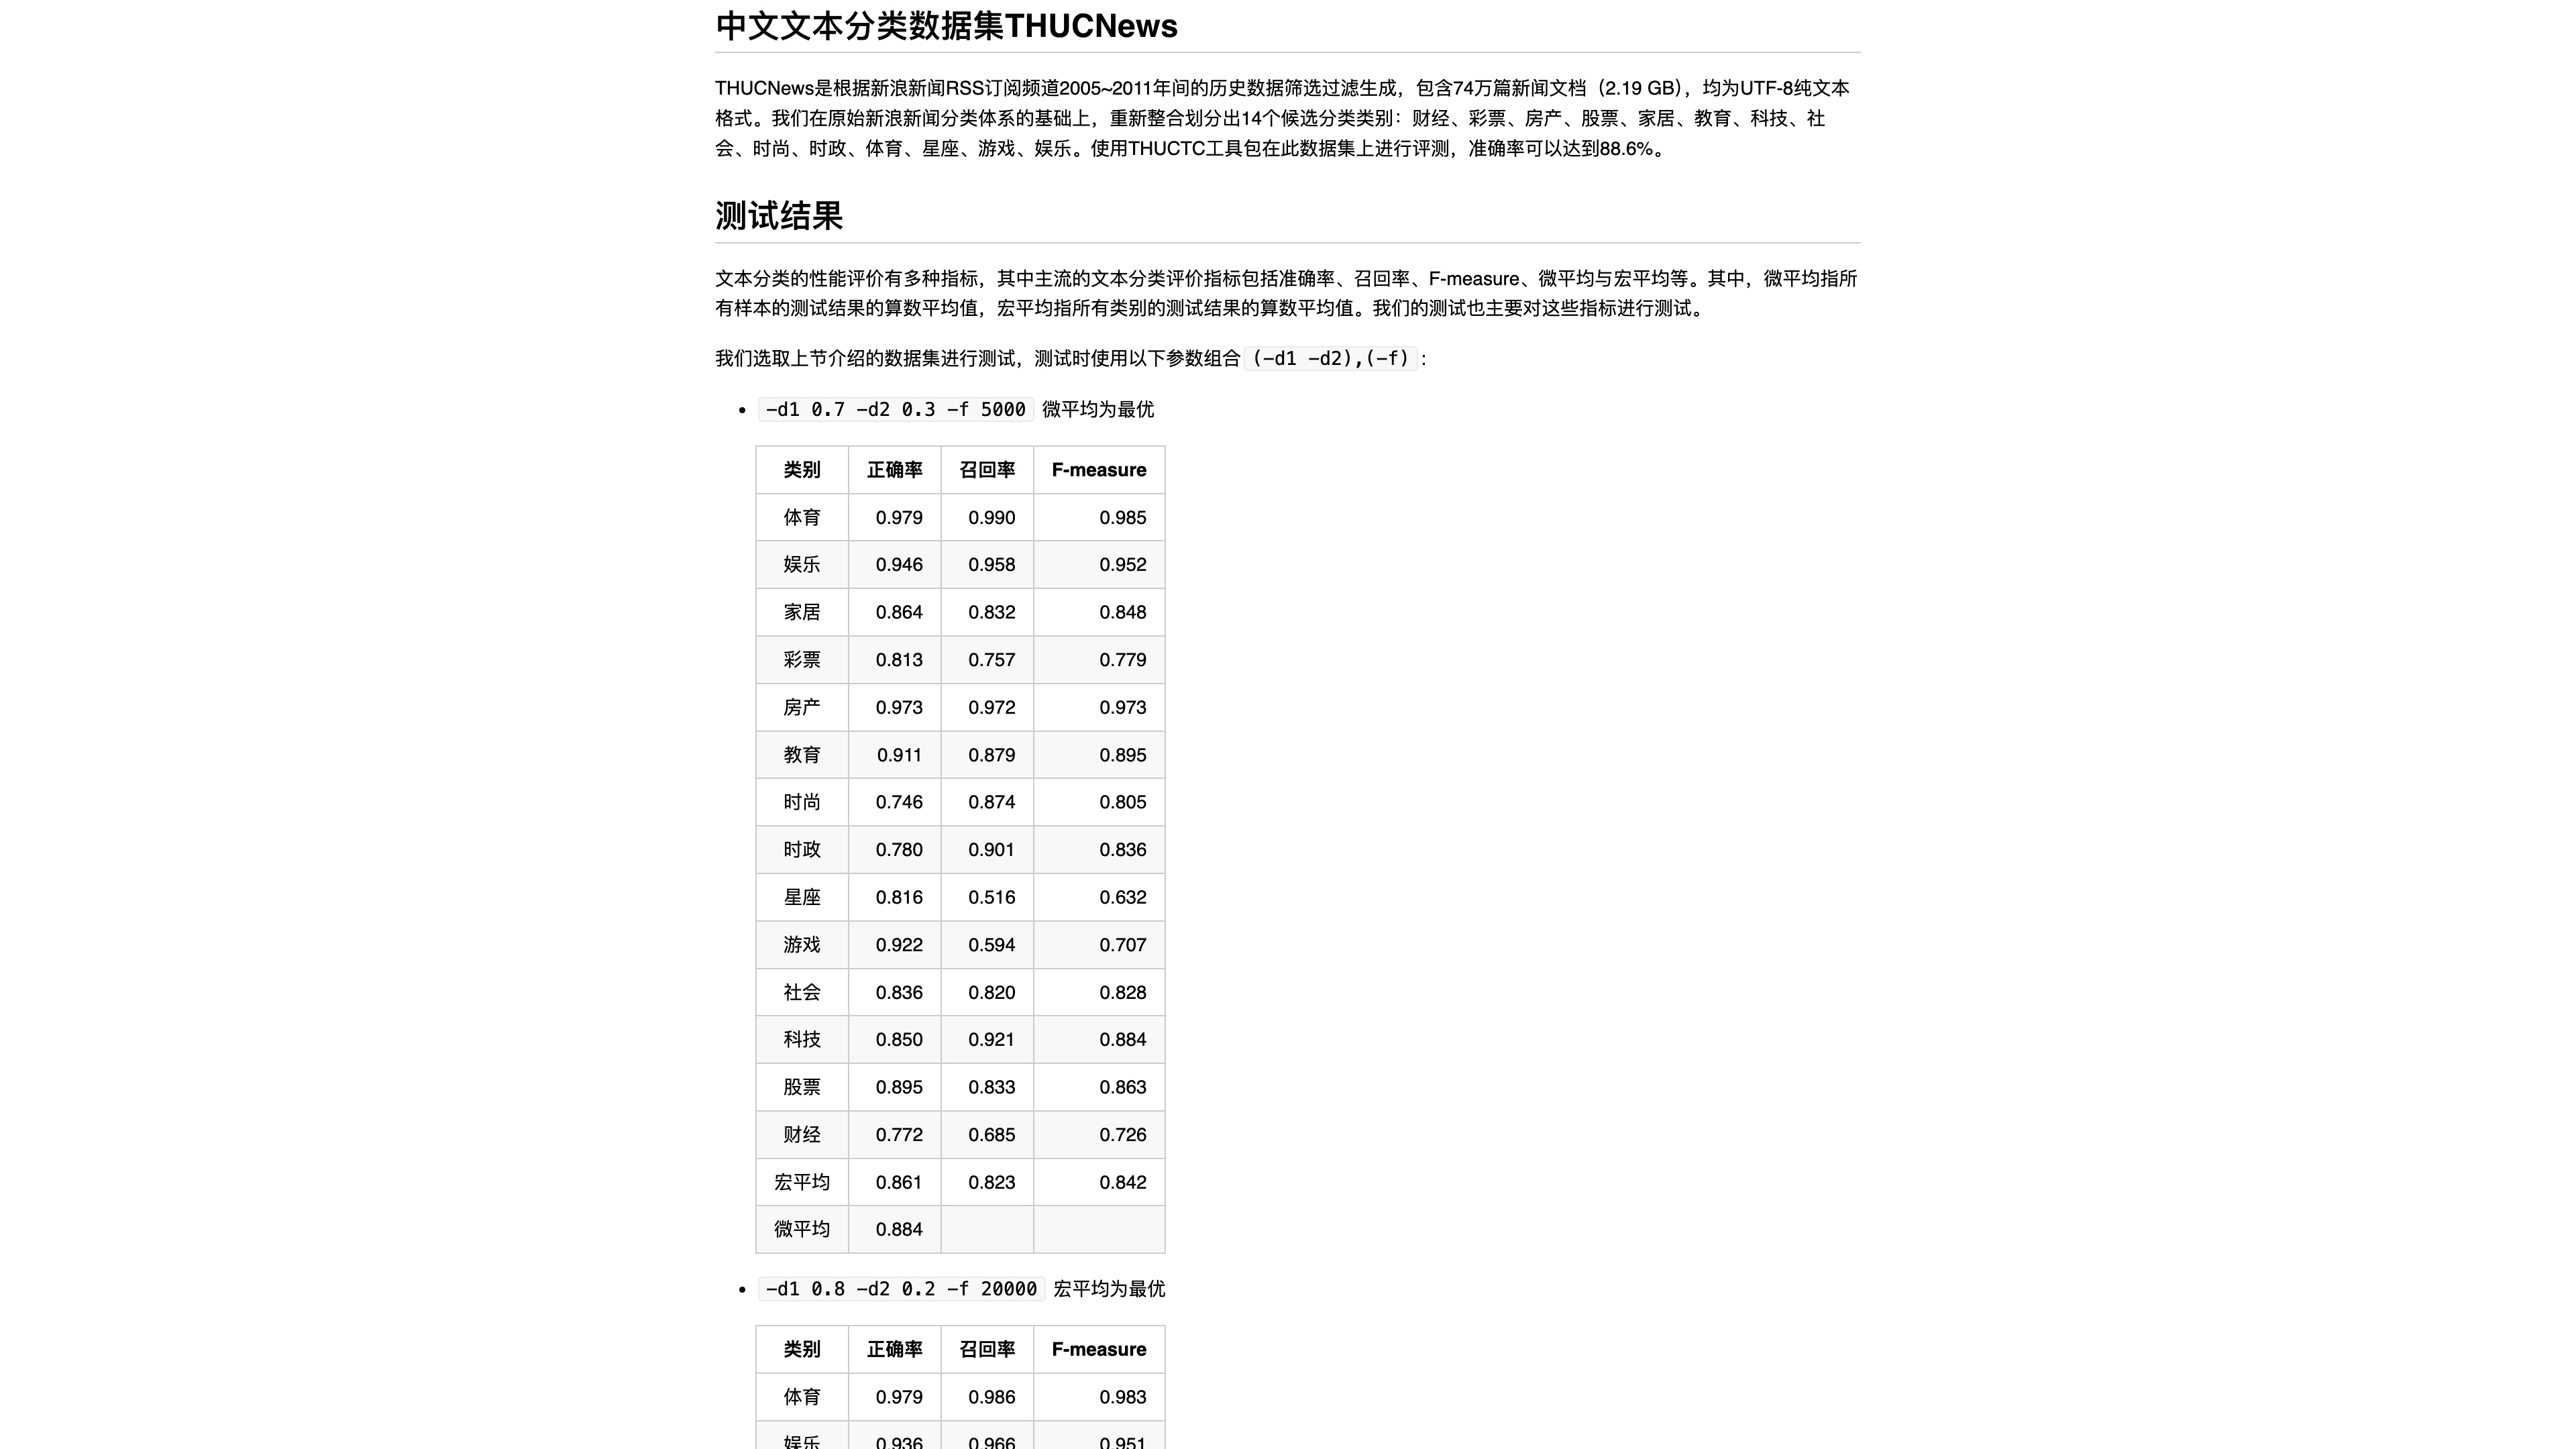 中文文本分类数据集THUCNews
THUCNews是根据新浪新闻RSS订阅频道2005~2011年间的历史数据筛选过滤生成，包含74万篇新闻文档（2.19 GB），均为UTF-8纯文本
格式。我们在原始新浪新闻分类体系的基础上，重新整合划分出14个候选分类类别：财经、彩票、房产、股票、家居、教育、科技、社
会、时尚、时政、体育、星座、游戏、娱乐。使用THUCTC工具包在此数据集上进行评测，准确率可以达到88.6%。
测试结果
文本分类的性能评价有多种指标，其中主流的文本分类评价指标包括准确率、召回率、F-measure、微平均与宏平均等。其中，微平均指所
有样本的测试结果的算数平均值，宏平均指所有类别的测试结果的算数平均值。我们的测试也主要对这些指标进行测试。
我们选取上节介绍的数据集进行测试，测试时使用以下参数组合 (-d1 -d2),(-f) ：
• -d1 0.7 -d2 0.3 -f 5000 微平均为最优
类别 正确率 召回率 F-measure
体育 0.979 0.990 0.985
娱乐 0.946 0.958 0.952
家居 0.864 0.832 0.848
彩票 0.813 0.757 0.779
房产 0.973 0.972 0.973
教育 0.911 0.879 0.895
时尚 0.746 0.874 0.805
时政 0.780 0.901 0.836
星座 0.816 0.516 0.632
游戏 0.922 0.594 0.707
社会 0.836 0.820 0.828
科技 0.850 0.921 0.884
股票 0.895 0.833 0.863
财经 0.772 0.685 0.726
宏平均 0.861 0.823 0.842
微平均 0.884
• -d1 0.8 -d2 0.2 -f 20000 宏平均为最优
类别 正确率 召回率 F-measure
体育 0.979 0.986 0.983
娱乐 0.936 0.966 0.951